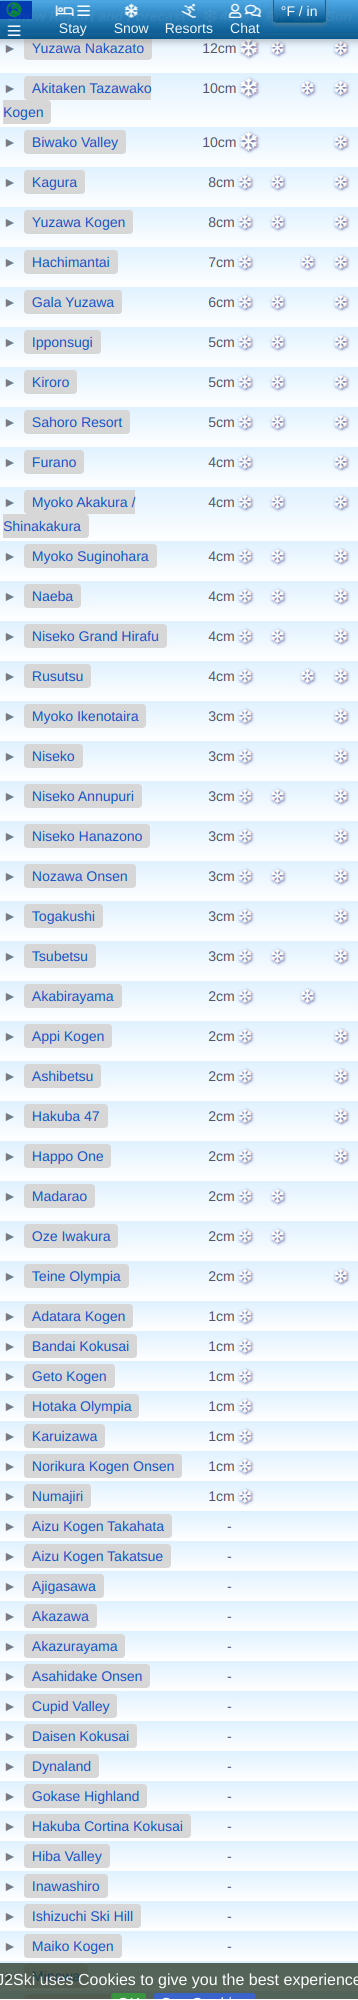 Stay
Snow
Resorts
Chat
°F / in
Yuzawa Nakazato 12cm
Akitaken Tazawako 10cm
Kogen
Biwako Valley 10cm
Kagura 8cm
Yuzawa Kogen 8cm
Hachimantai 7cm
Gala Yuzawa 6cm
Ipponsugi 5cm
Kiroro 5cm
Sahoro Resort 5cm
Furano 4cm
Myoko Akakura / 4cm
Shinakakura
Myoko Suginohara 4cm
Naeba 4cm
Niseko Grand Hirafu 4cm
Rusutsu 4cm
Myoko Ikenotaira 3cm
Niseko 3cm
Niseko Annupuri 3cm
Niseko Hanazono 3cm
Nozawa Onsen 3cm
Togakushi 3cm
Tsubetsu 3cm
Akabirayama 2cm
Appi Kogen 2cm
Ashibetsu 2cm
Hakuba 47 2cm
Happo One 2cm
Madarao 2cm
Oze Iwakura 2cm
Teine Olympia 2cm
Adatara Kogen 1cm
Bandai Kokusai 1cm
Geto Kogen 1cm
Hotaka Olympia 1cm
Karuizawa 1cm
Norikura Kogen Onsen 1cm
Numajiri 1cm
Aizu Kogen Takahata -
Aizu Kogen Takatsue -
Ajigasawa -
Akazawa -
Akazurayama -
Asahidake Onsen -
Cupid Valley -
Daisen Kokusai -
Dynaland -
Gokase Highland -
Hakuba Cortina Kokusai -
Hiba Valley -
Inawashiro -
Ishizuchi Ski Hill -
Maiko Kogen -
J2Ski uses Cookies to give you the best experience